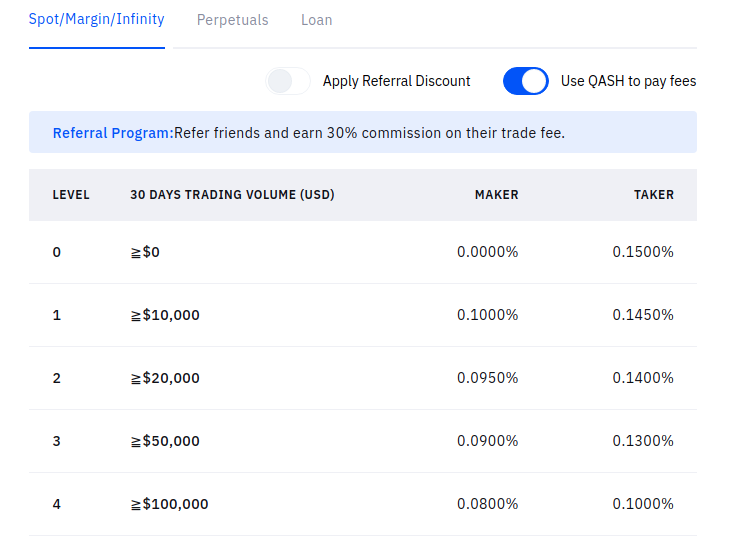 Spot/Margin/Infinity Perpetuals Loan
Apply Referral Discount Use QASH to pay fees
Referral Program:Refer friends and earn 30% commission on their trade fee.
LEVEL 30 DAYS TRADING VOLUME (USD) MAKER TAKER
0 ≧$0 0.0000% 0.1500%
1 ≧$10,000 0.1000% 0.1450%
2 ≧$20,000 0.0950% 0.1400%
3 ≧$50,000 0.0900% 0.1300%
4 ≧$100,000 0.0800% 0.1000%